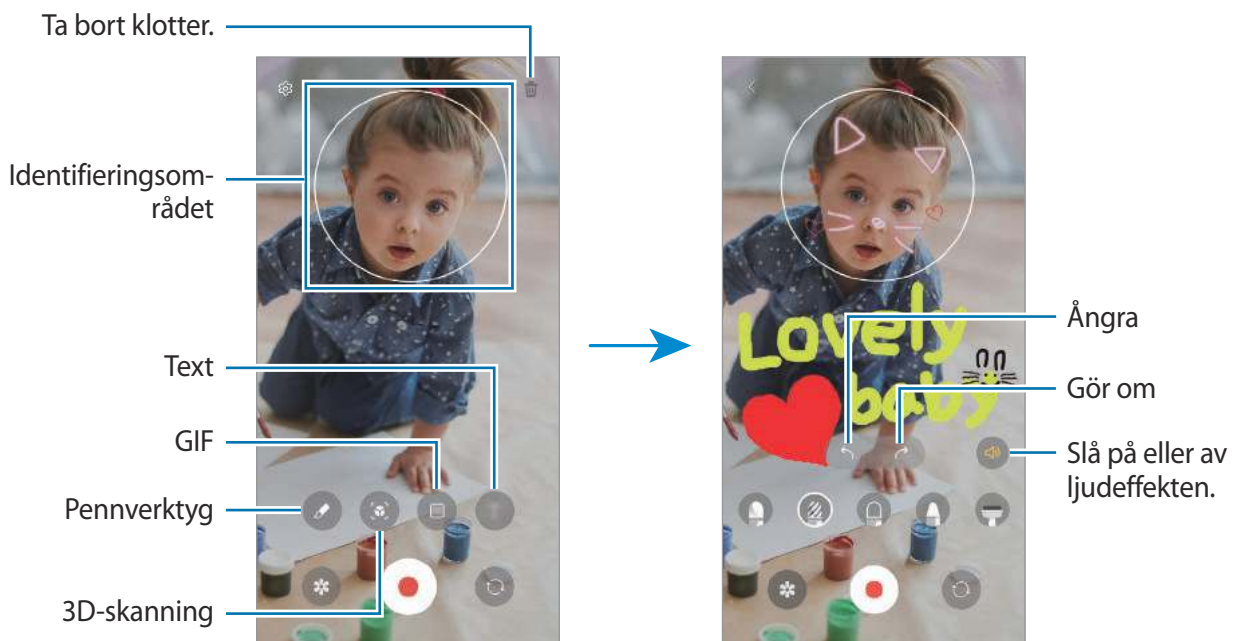 Ta bort klotter.
Identifieringsom-
rådet
Text
GIF
Pennverktyg
3D-skanning
Lovely
baby
Ångra
Gör om
Slå på eller av
ljudeffekten.